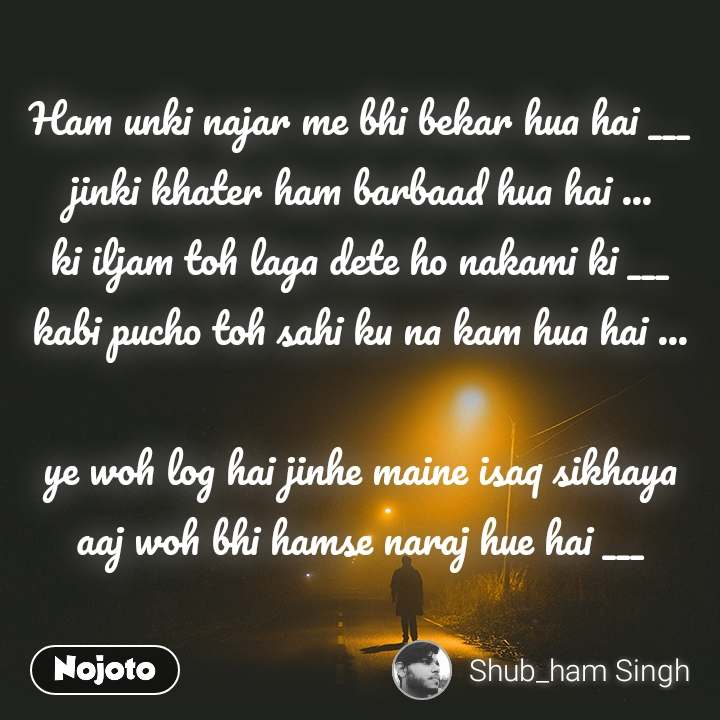 Ham unki najar me bhi bekar hua hai ___
jinki khater ham barbaad hua hai ...
ki iljam toh laga dete ho nakami ki ___
kabi pucho toh sahi ku na kam hua hai ...
ye woh log hai jinhe maine isaq sikhaya
aaj woh bhi hamse naraj hue hai ___
Nojoto
Shub_ham Singh